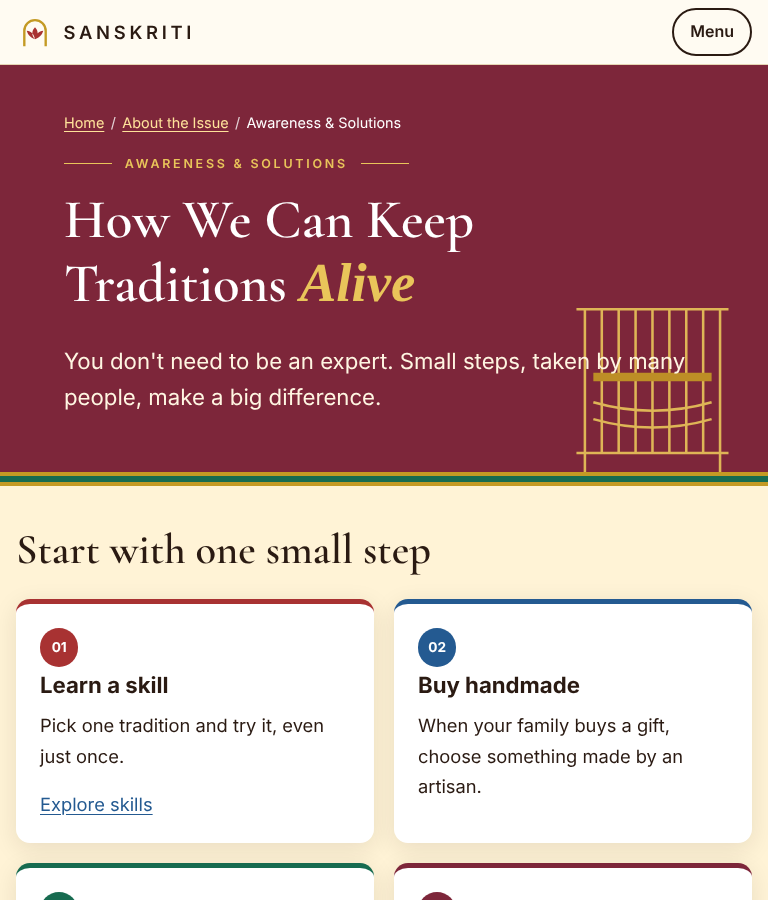 SANSKRITI
Menu
Home / About the Issue / Awareness & Solutions
AWARENESS & SOLUTIONS
How We Can Keep
Traditions Alive
You don't need to be an expert. Small steps, taken by many
people, make a big difference.
Start with one small step
01
Learn a skill
Pick one tradition and try it, even
just once.
Explore skills
02
Buy handmade
When your family buys a gift,
choose something made by an
artisan.